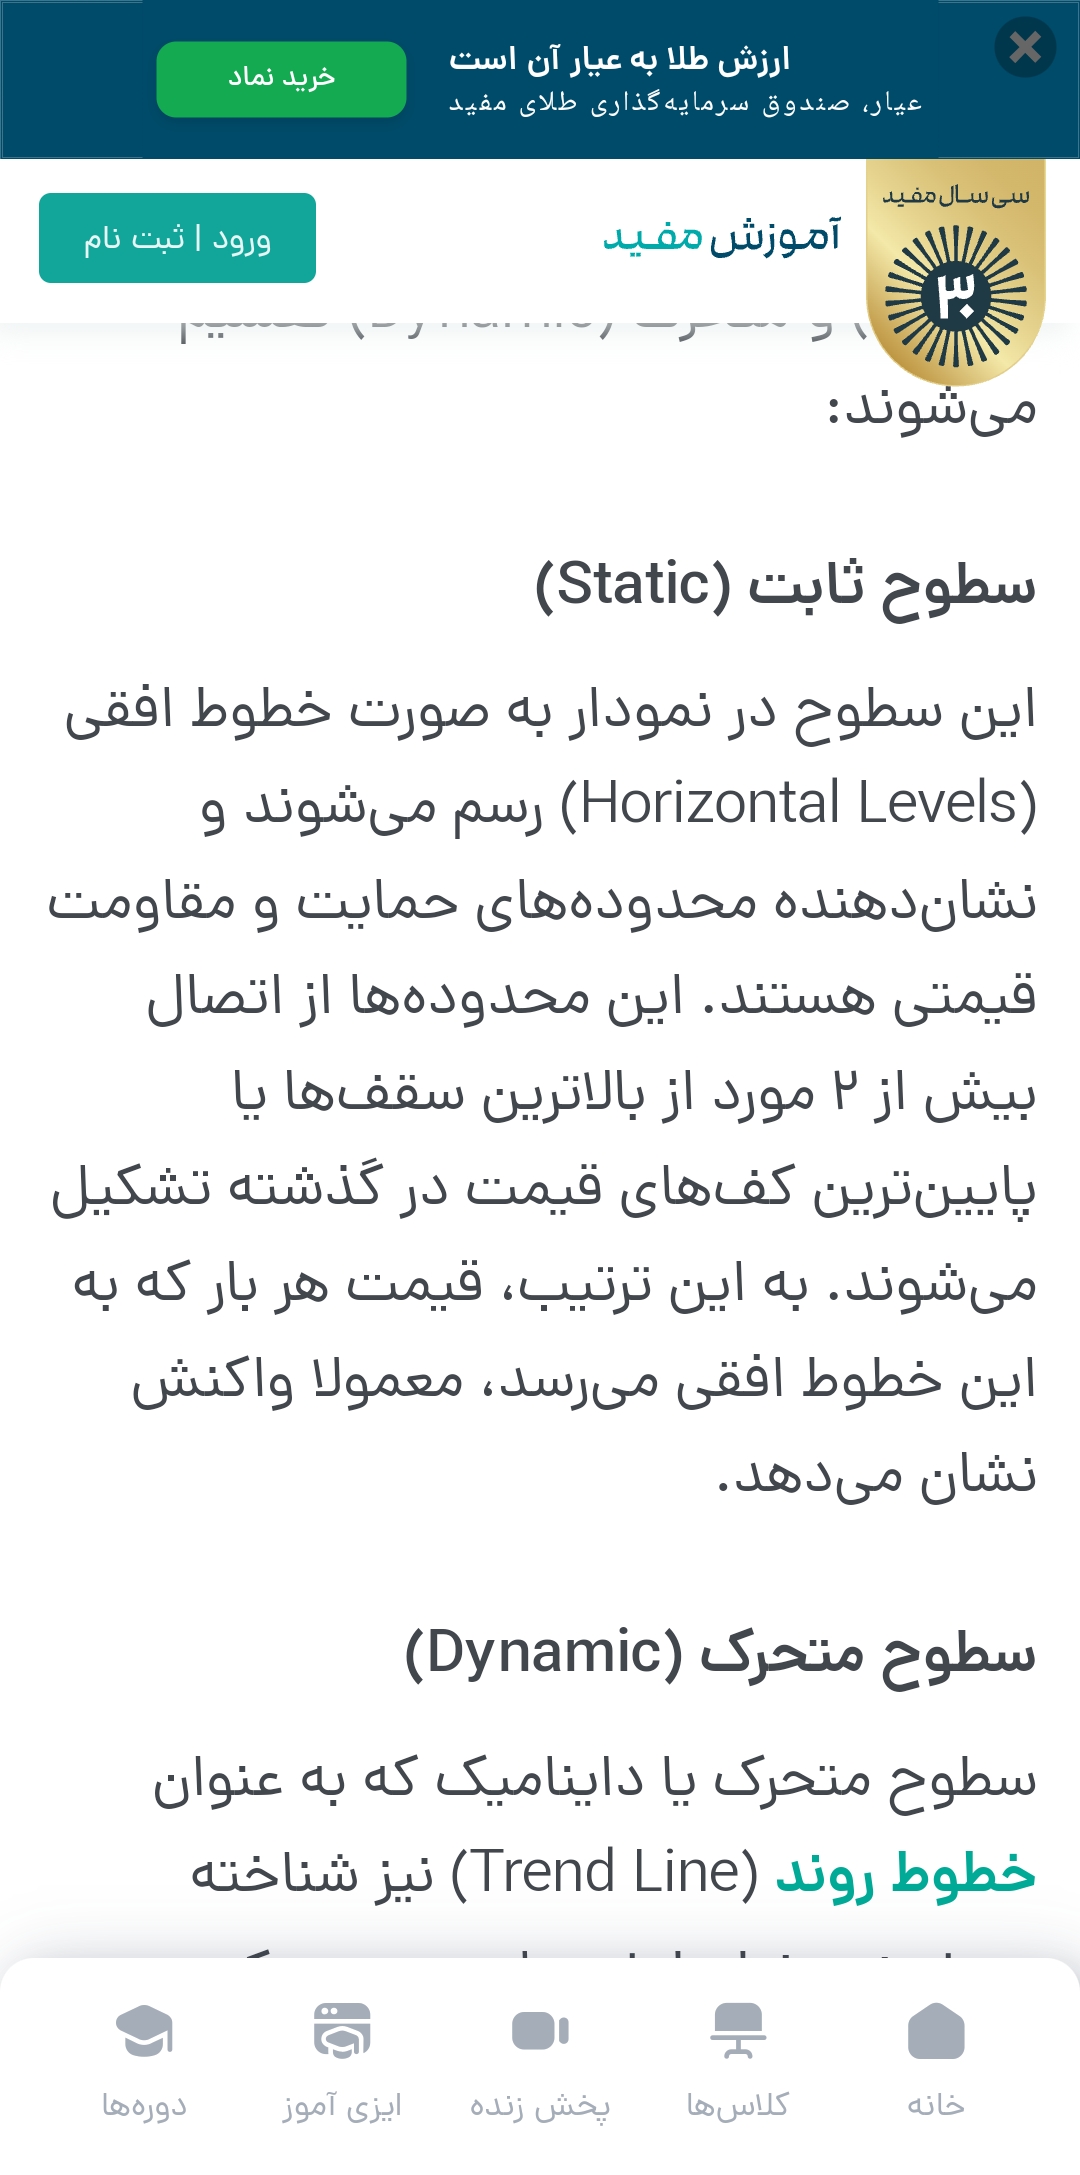 ارزش طلا به عیار آن است
عیار، صندوق سرمایه‌گذاری طلای مفید
خرید نماد
سی سال مفید
۳۰
آموزش مفید
ورود | ثبت نام
می‌شوند:
سطوح ثابت (Static)
این سطوح در نمودار به صورت خطوط افقی
(Horizontal Levels) رسم می‌شوند و
نشان‌دهنده محدوده‌های حمایت و مقاومت
قیمتی هستند. این محدوده‌ها از اتصال
بیش از ۲ مورد از بالاترین سقف‌ها یا
پایین‌ترین کف‌های قیمت در گذشته تشکیل
می‌شوند. به این ترتیب، قیمت هر بار که به
این خطوط افقی می‌رسد، معمولا واکنش
نشان می‌دهد.
سطوح متحرک (Dynamic)
سطوح متحرک یا داینامیک که به عنوان
خطوط روند (Trend Line) نیز شناخته
خانه
کلاس‌ها
پخش زنده
ایزی آموز
دوره‌ها